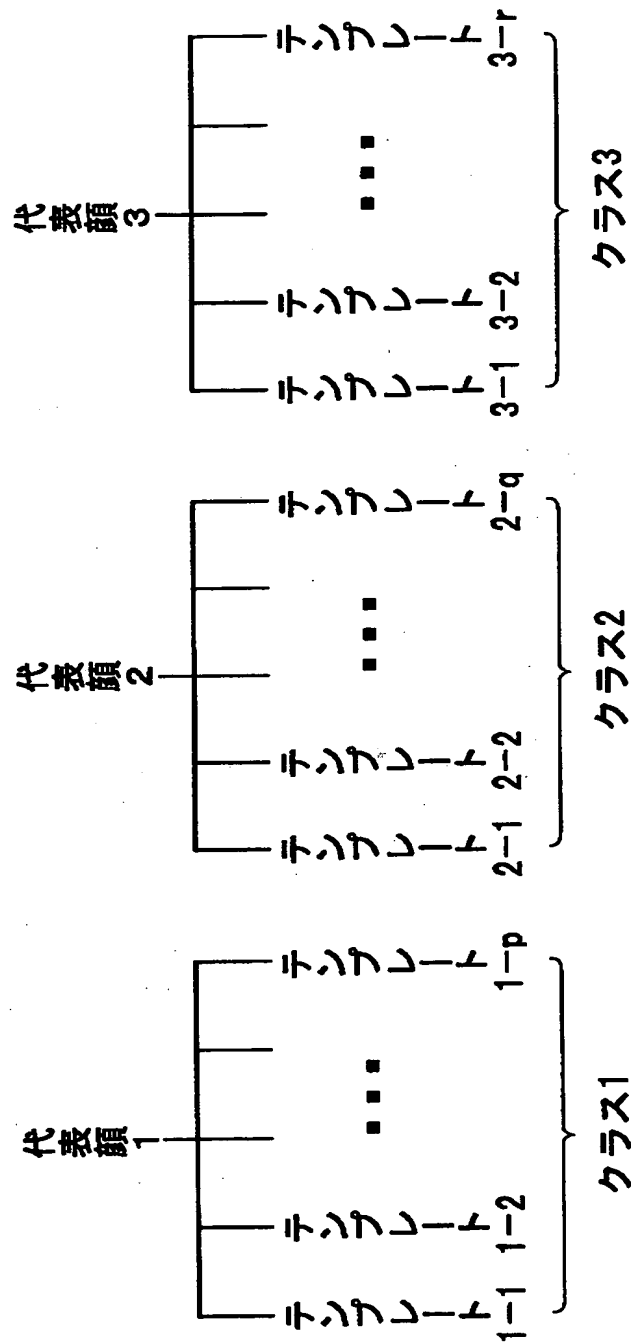 代表顔
1
テンプレート
1−1
テンプレート
1−2
テンプレート
1−p
クラス1
代表顔
2
テンプレート
2−1
テンプレート
2−2
テンプレート
2−q
クラス2
代表顔
3
テンプレート
3−1
テンプレート
3−2
テンプレート
3−r
クラス3